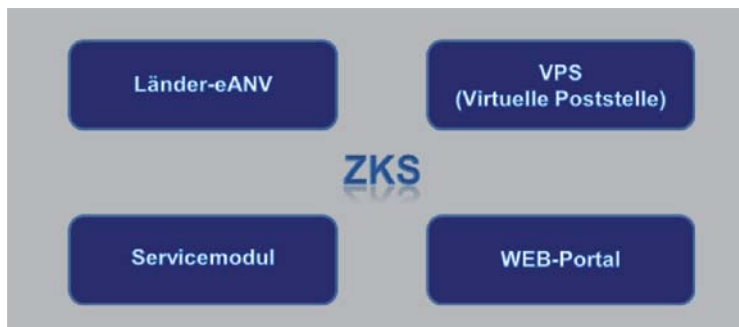 Länder-eANV
VPS
(Virtuelle Poststelle)
ZKS
Servicemodul
WEB-Portal